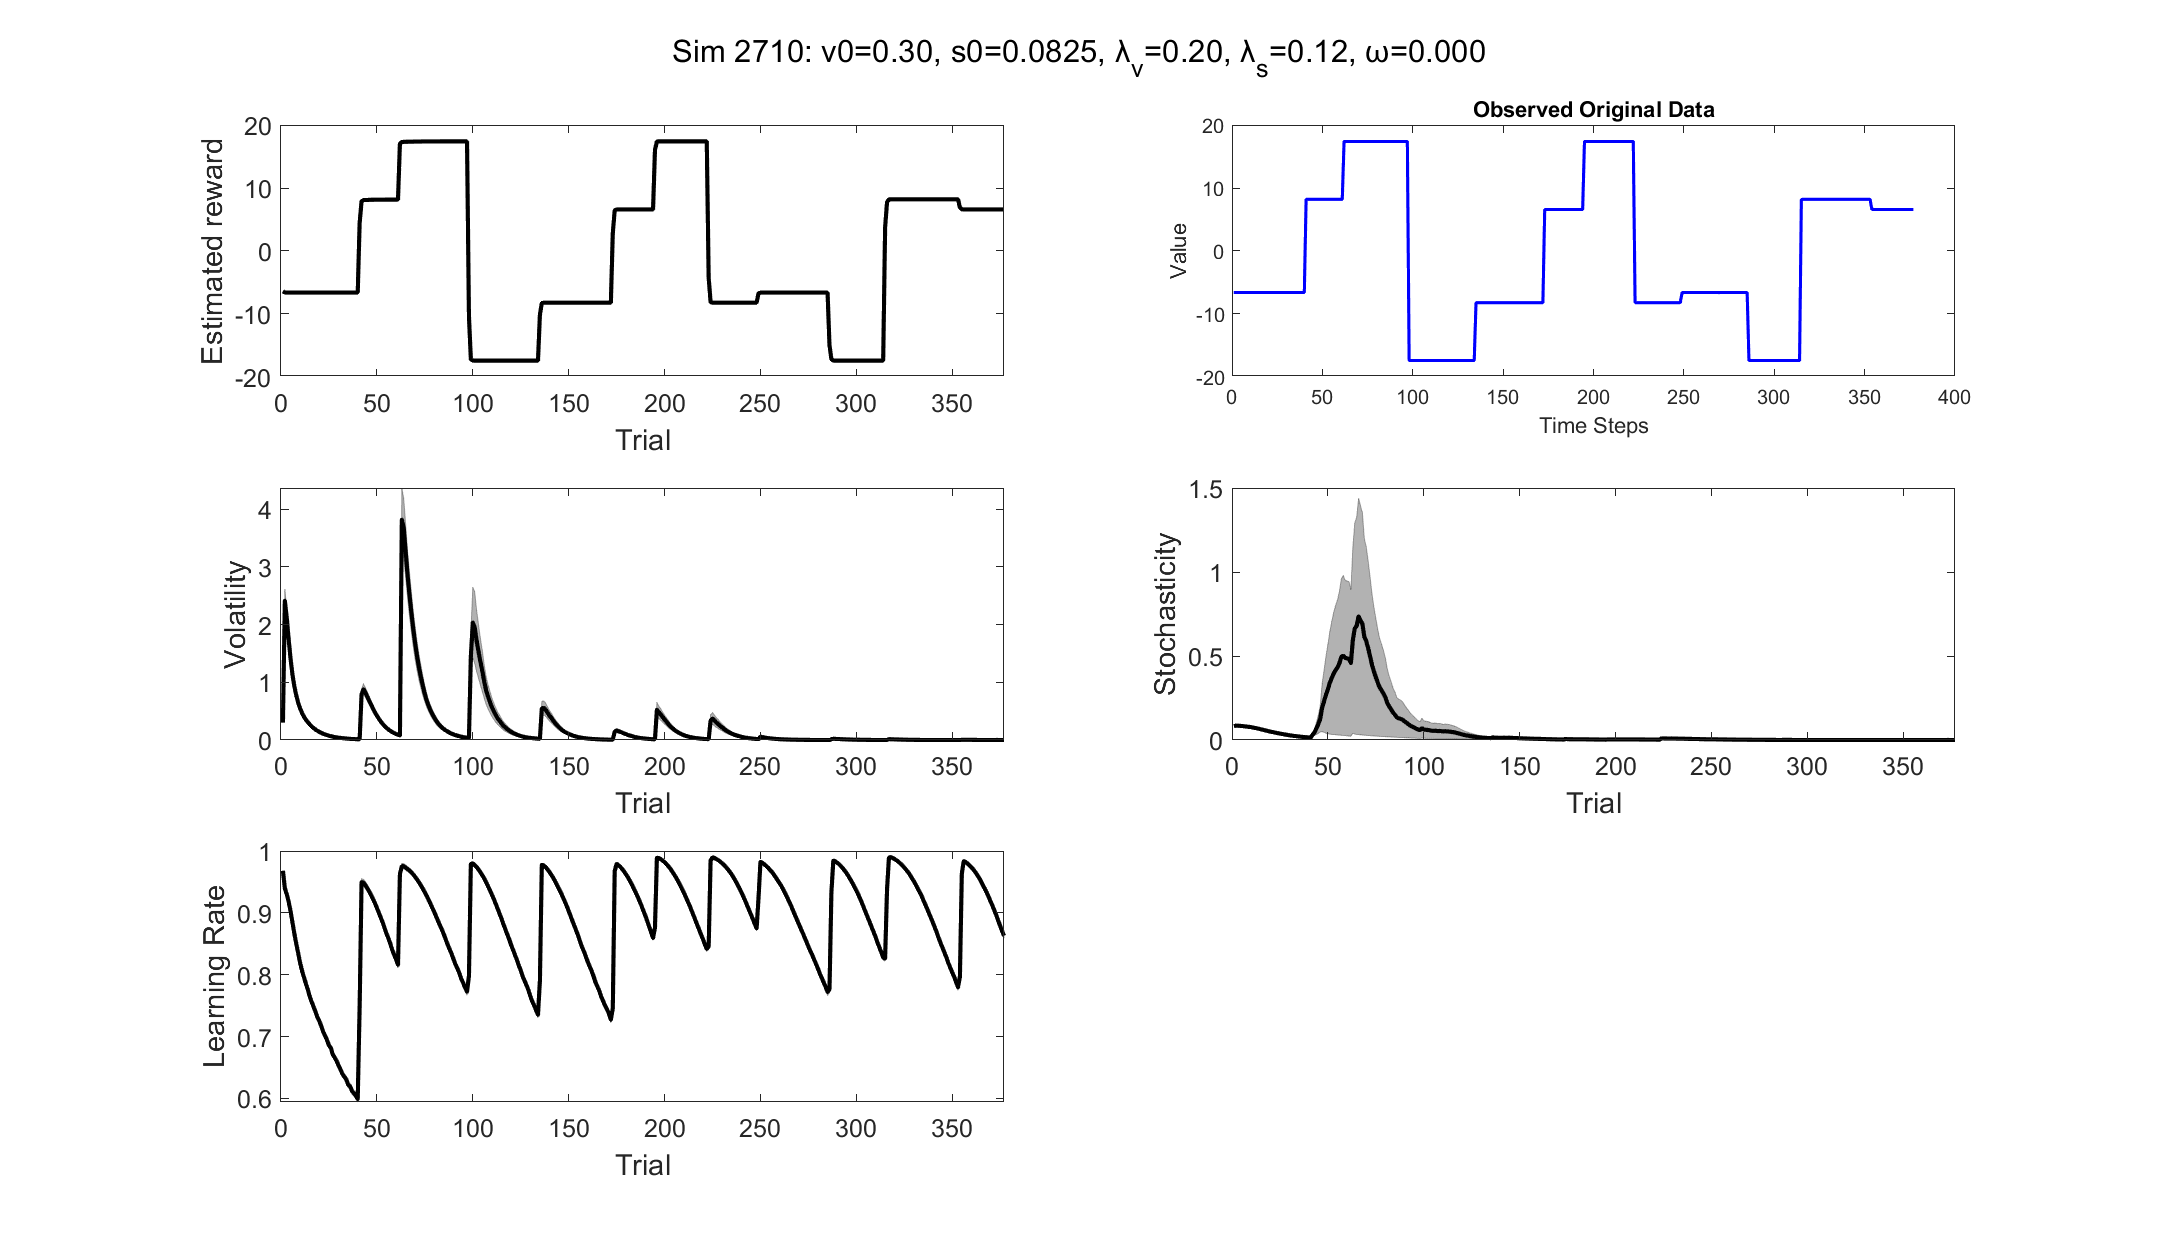 Sim 2710: v0=0.30, s0=0.0825, λ_v=0.20, λ_s=0.12, ω=0.000
Estimated reward
20
10
0
-10
-20
0 50 100 150 200 250 300 350
Trial
Observed Original Data
Value
20
10
0
-10
-20
0 50 100 150 200 250 300 350 400
Time Steps
Volatility
4
3
2
1
0
0 50 100 150 200 250 300 350
Trial
Stochasticity
1.5
1
0.5
0
0 50 100 150 200 250 300 350
Trial
Learning Rate
1
0.9
0.8
0.7
0.6
0 50 100 150 200 250 300 350
Trial